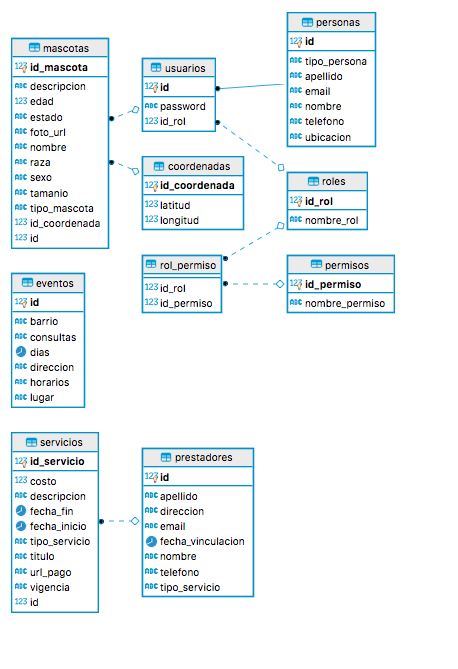 mascotas
123 id_mascota
ABC descripcion
123 edad
ABC estado
ABC foto_url
ABC nombre
ABC raza
ABC sexo
ABC tamanio
ABC tipo_mascota
123 id_coordenada
123 id
usuarios
123 id
ABC password
123 id_rol
personas
123 id
ABC tipo_persona
ABC apellido
ABC email
ABC nombre
ABC telefono
ABC ubicacion
coordenadas
123 id_coordenada
123 latitud
123 longitud
roles
123 id_rol
ABC nombre_rol
rol_permiso
123 id_rol
123 id_permiso
permisos
123 id_permiso
ABC nombre_permiso
eventos
123 id
ABC barrio
ABC consultas
dias
ABC direccion
ABC horarios
ABC lugar
servicios
123 id_servicio
123 costo
ABC descripcion
fecha_fin
fecha_inicio
ABC tipo_servicio
ABC titulo
ABC url_pago
ABC vigencia
123 id
prestadores
123 id
ABC apellido
ABC direccion
ABC email
fecha_vinculacion
ABC nombre
ABC telefono
ABC tipo_servicio